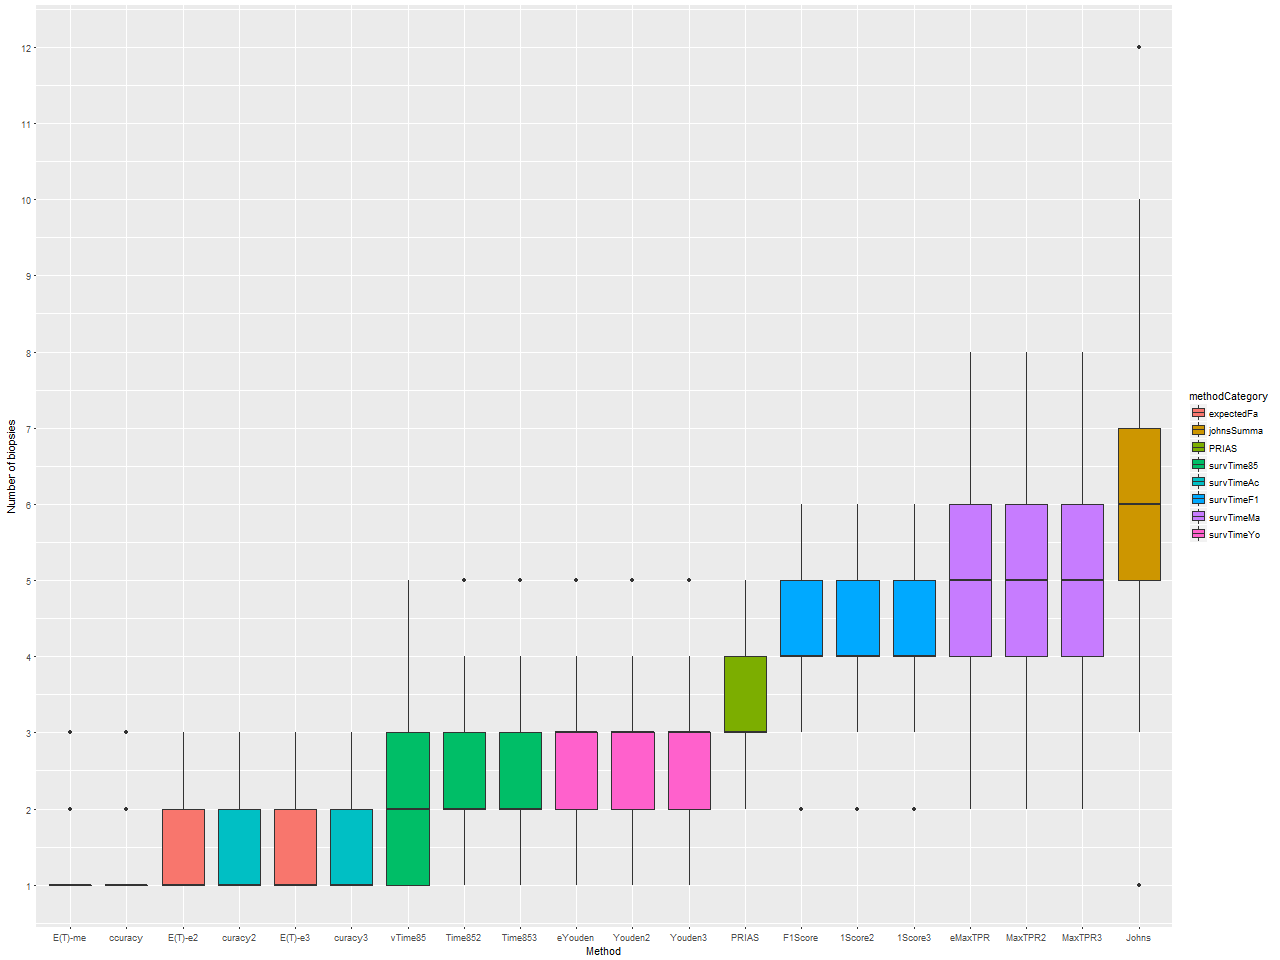 12
11
10
9
8
7
6
5
4
3
2
1
Number of biopsies
E(T)-me ccuracy E(T)-e2 curacy2 E(T)-e3 curacy3 vTime85 Time852 Time853 eYouden Youden2 Youden3 PRIAS F1Score 1Score2 1Score3 eMaxTPR MaxTPR2 MaxTPR3 Johns
Method
methodCategory
expectedFa
johnsSumma
PRIAS
survTime85
survTimeAc
survTimeF1
survTimeMa
survTimeYo